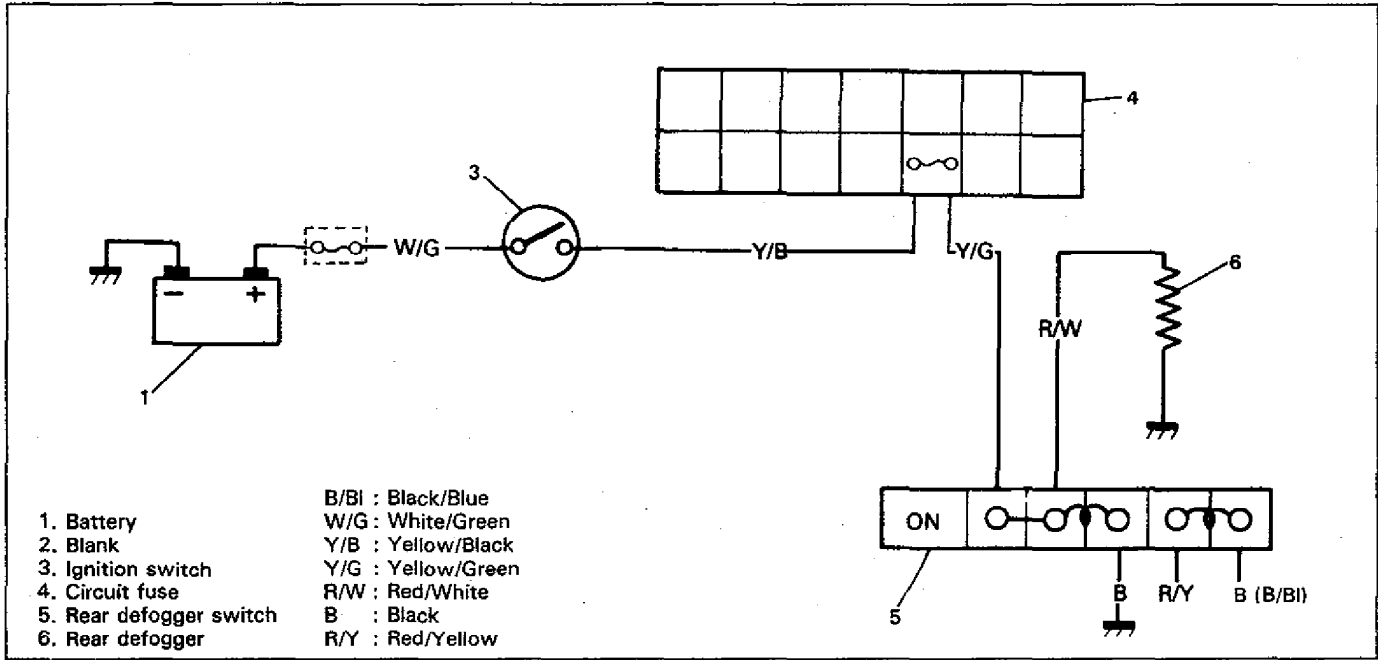 4
3
W/G
Y/B
Y/G
6
R/W
− +
1
ON
5
B
R/Y
B (B/Bl)
1. Battery
2. Blank
3. Ignition switch
4. Circuit fuse
5. Rear defogger switch
6. Rear defogger
B/Bl : Black/Blue
W/G : White/Green
Y/B : Yellow/Black
Y/G : Yellow/Green
R/W : Red/White
B : Black
R/Y : Red/Yellow